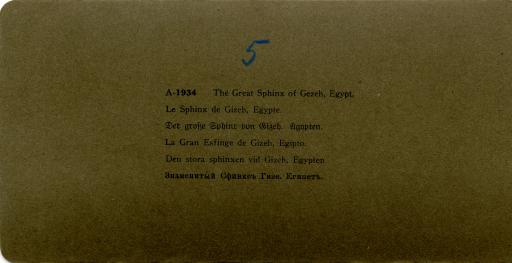 5
A-1934 The Great Sphinx of Gezeh, Egypt.
Le Sphinx de Gizeh, Egypte.
Der große Sphinx von Gizeh. Ägypten.
La Gran Esfinge de Gizeh, Egipto.
Den stora sphinxen vid Gizeh, Egypten
Знаменитый Сфинксъ Гизе. Египетъ.